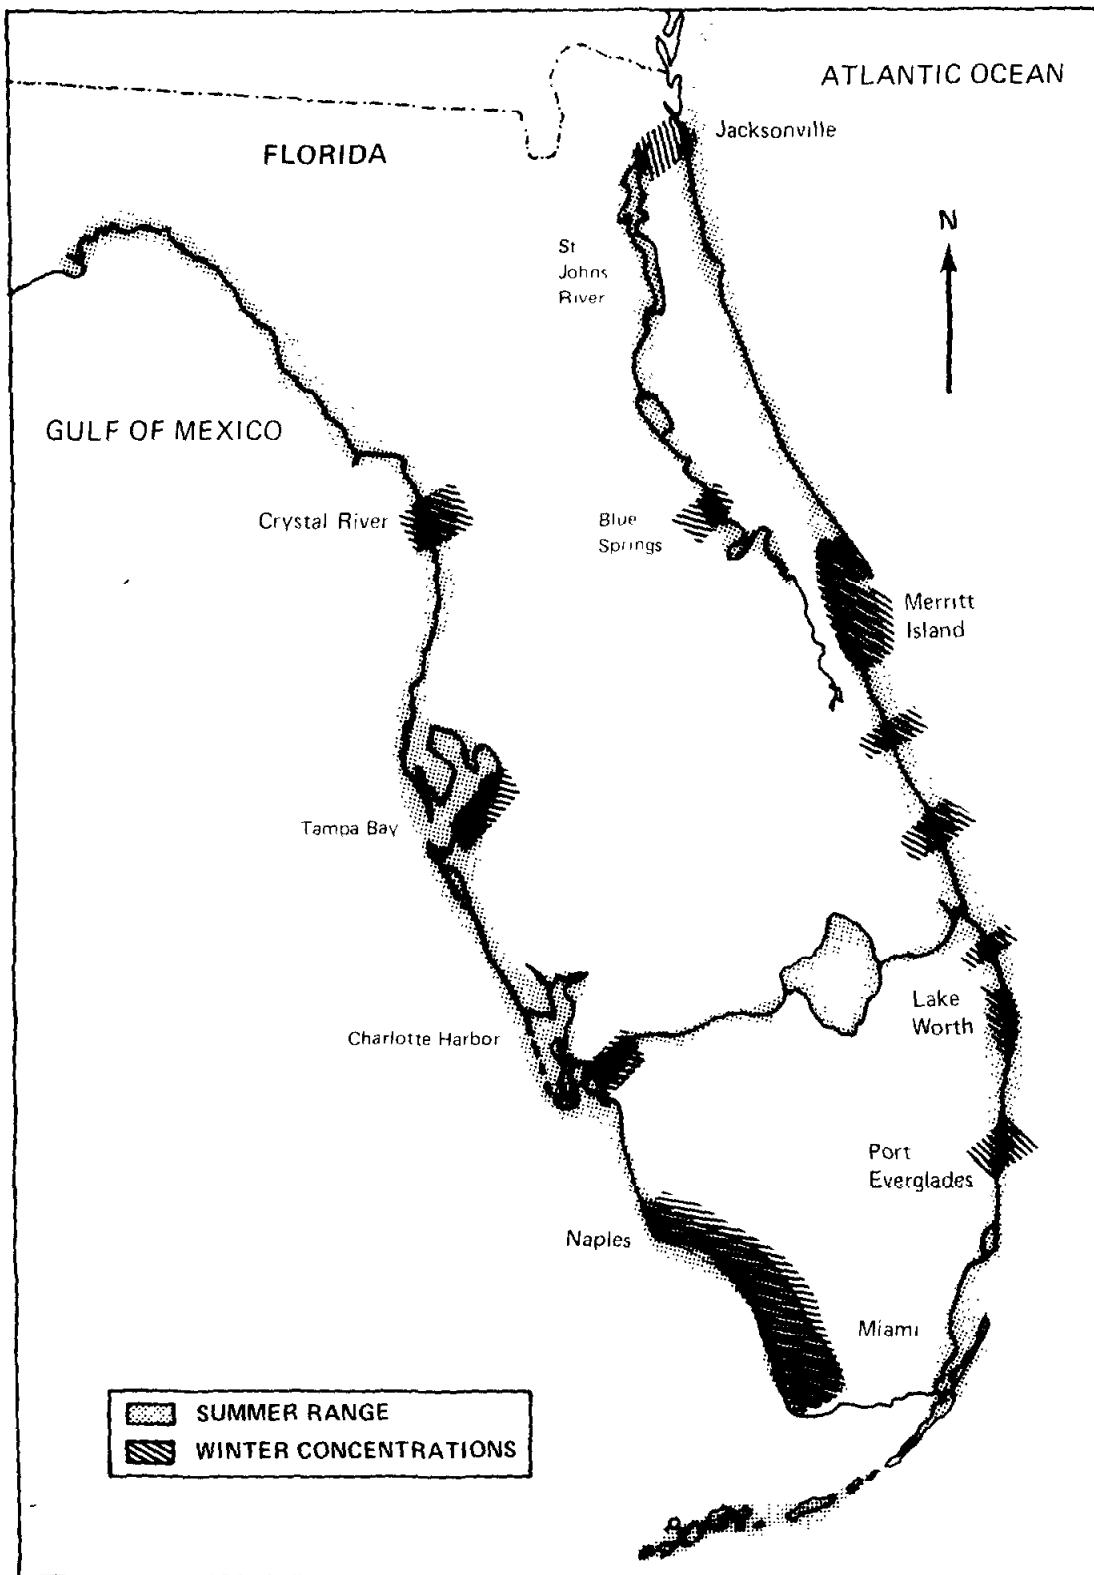 ATLANTIC OCEAN
Jacksonville
FLORIDA
N
St
Johns
River
GULF OF MEXICO
Crystal River
Blue
Springs
Merritt
Island
Tampa Bay
Lake
Worth
Charlotte Harbor
Port
Everglades
Naples
Miami
SUMMER RANGE
WINTER CONCENTRATIONS